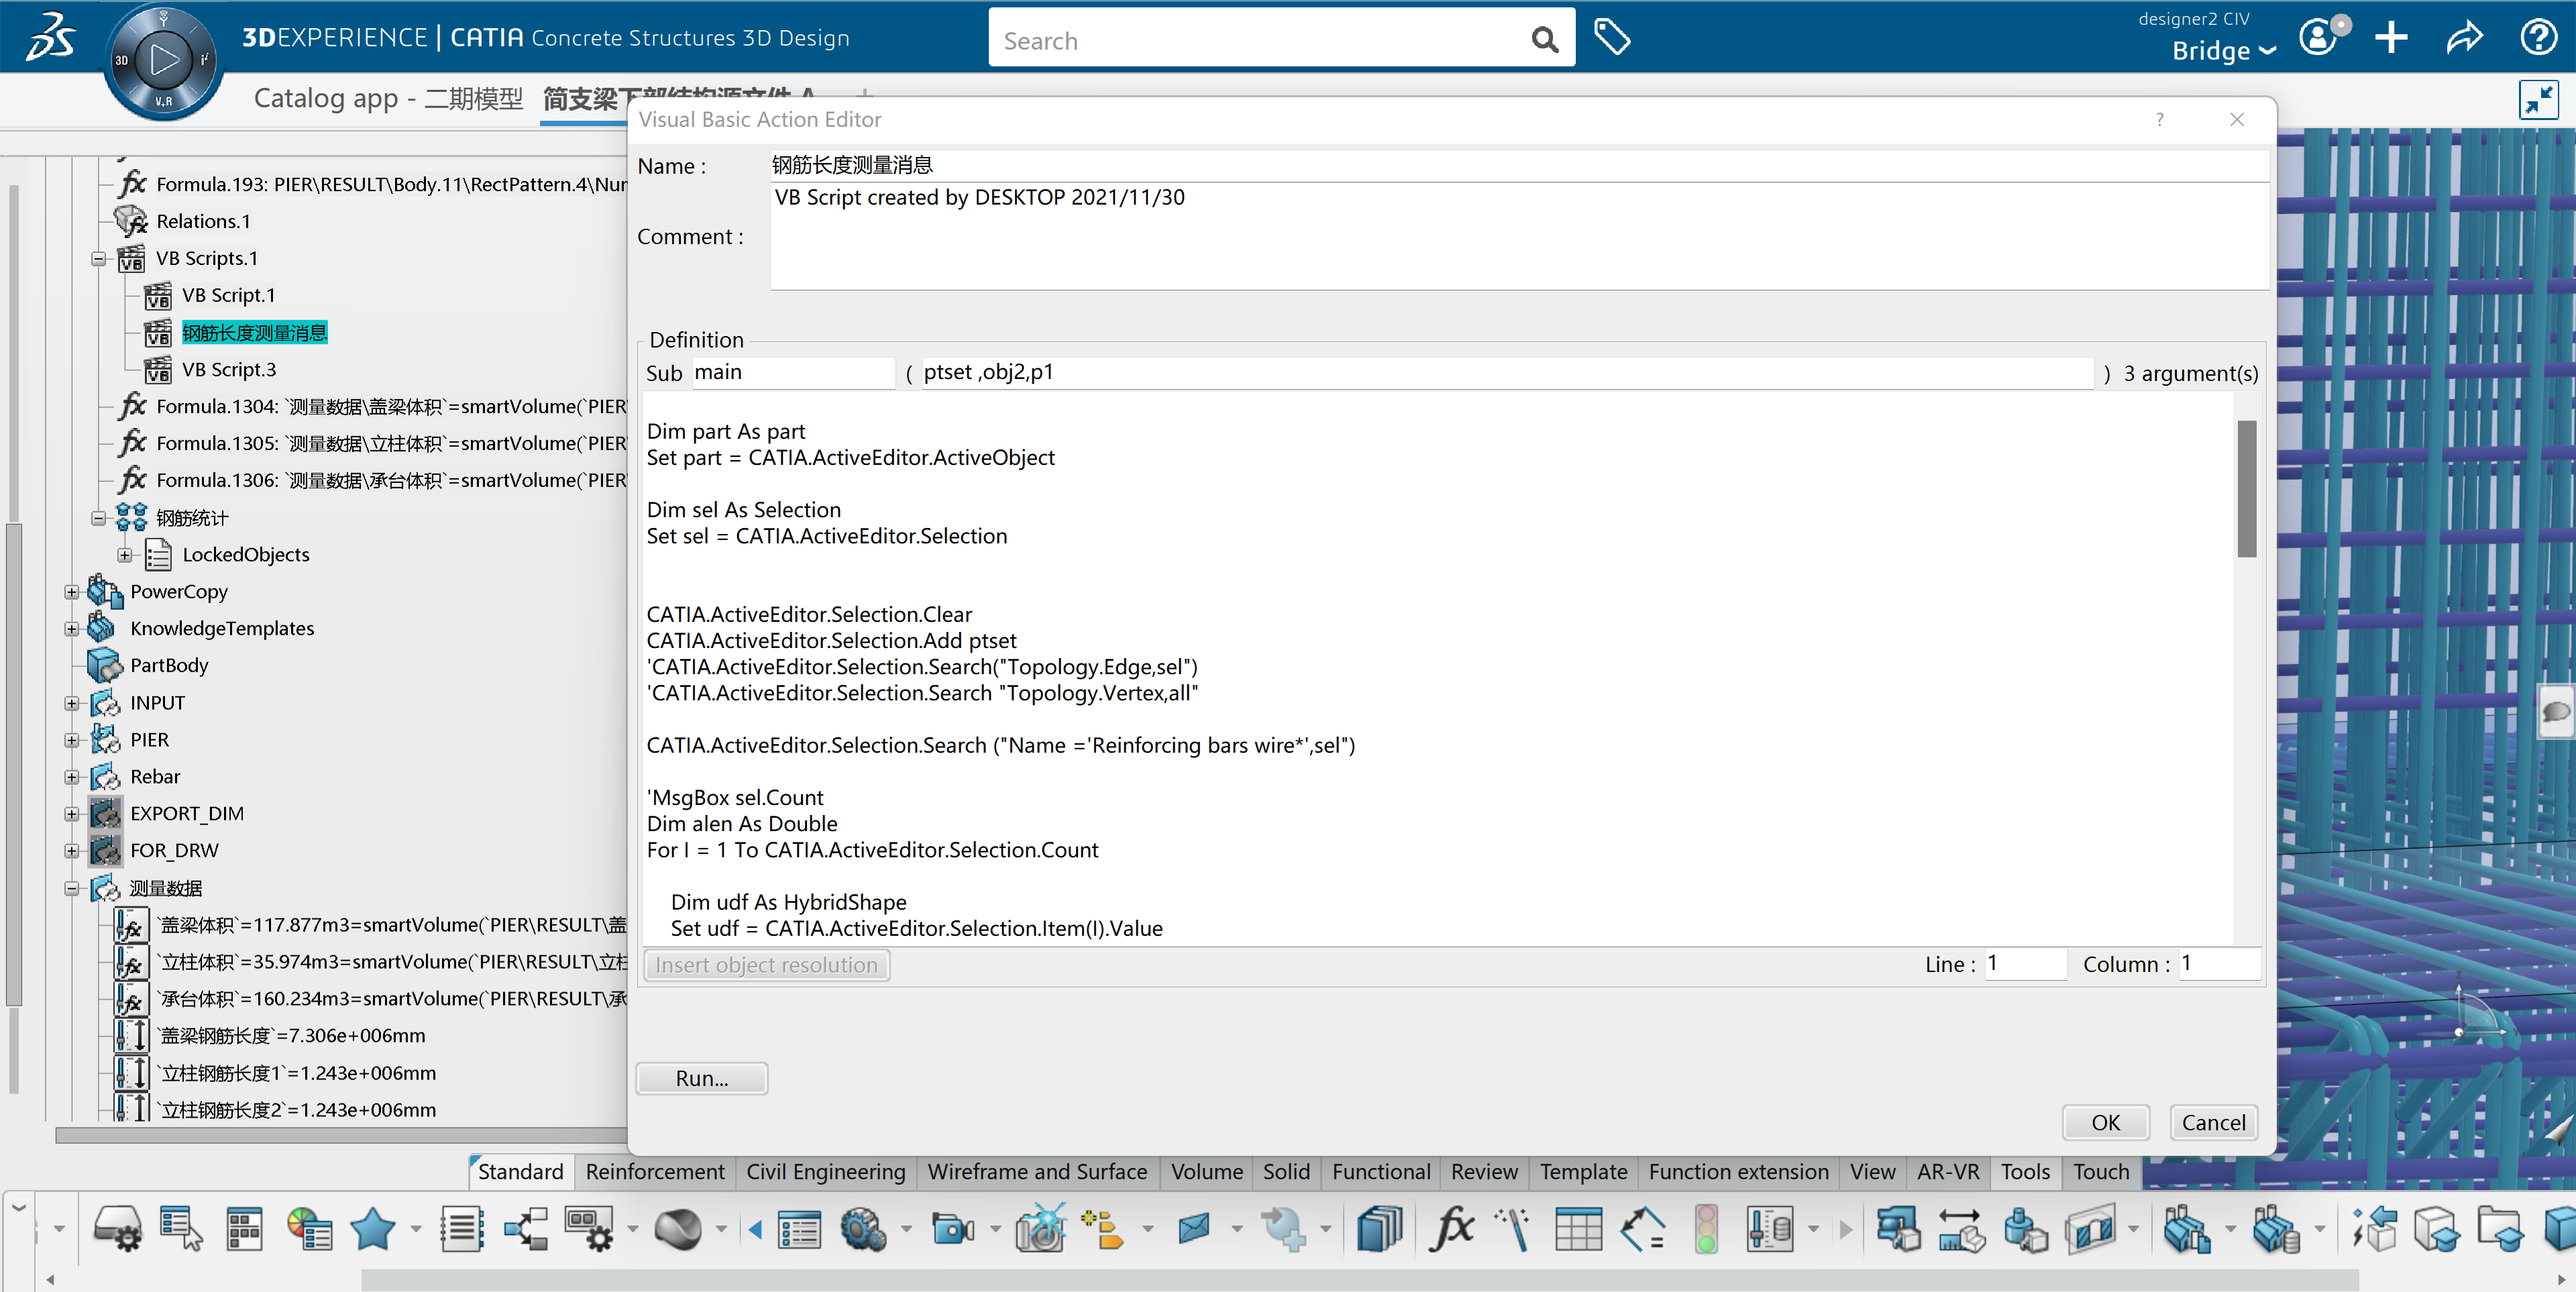 3DEXPERIENCE | CATIA Concrete Structures 3D Design
Search
designer2 CIV
Bridge
3D
V,R
Catalog app - 二期模型
简支梁下部结构源文件 A
Formula.193: PIER\RESULT\Body.11\RectPattern.4\Nur
Relations.1
VB Scripts.1
VB Script.1
钢筋长度测量消息
VB Script.3
Formula.1304: `测量数据\盖梁体积`=smartVolume(`PIER\
Formula.1305: `测量数据\立柱体积`=smartVolume(`PIER\
Formula.1306: `测量数据\承台体积`=smartVolume(`PIER\
钢筋统计
LockedObjects
PowerCopy
KnowledgeTemplates
PartBody
INPUT
PIER
Rebar
EXPORT_DIM
FOR_DRW
测量数据
`盖梁体积`=117.877m3=smartVolume(`PIER\RESULT\盖
`立柱体积`=35.974m3=smartVolume(`PIER\RESULT\立柱
`承台体积`=160.234m3=smartVolume(`PIER\RESULT\承
`盖梁钢筋长度`=7.306e+006mm
`立柱钢筋长度1`=1.243e+006mm
`立柱钢筋长度2`=1.243e+006mm
Visual Basic Action Editor
Name : 钢筋长度测量消息
Comment : VB Script created by DESKTOP 2021/11/30
Definition
Sub main ( ptset ,obj2,p1 ) 3 argument(s)
Dim part As part
Set part = CATIA.ActiveEditor.ActiveObject
Dim sel As Selection
Set sel = CATIA.ActiveEditor.Selection
CATIA.ActiveEditor.Selection.Clear
CATIA.ActiveEditor.Selection.Add ptset
'CATIA.ActiveEditor.Selection.Search("Topology.Edge,sel")
'CATIA.ActiveEditor.Selection.Search "Topology.Vertex,all"
CATIA.ActiveEditor.Selection.Search ("Name ='Reinforcing bars wire*',sel")
'MsgBox sel.Count
Dim alen As Double
For I = 1 To CATIA.ActiveEditor.Selection.Count
Dim udf As HybridShape
Set udf = CATIA.ActiveEditor.Selection.Item(I).Value
Insert object resolution
Line : 1 Column : 1
Run...
OK Cancel
Standard Reinforcement Civil Engineering Wireframe and Surface Volume Solid Functional Review Template Function extension View AR-VR Tools Touch